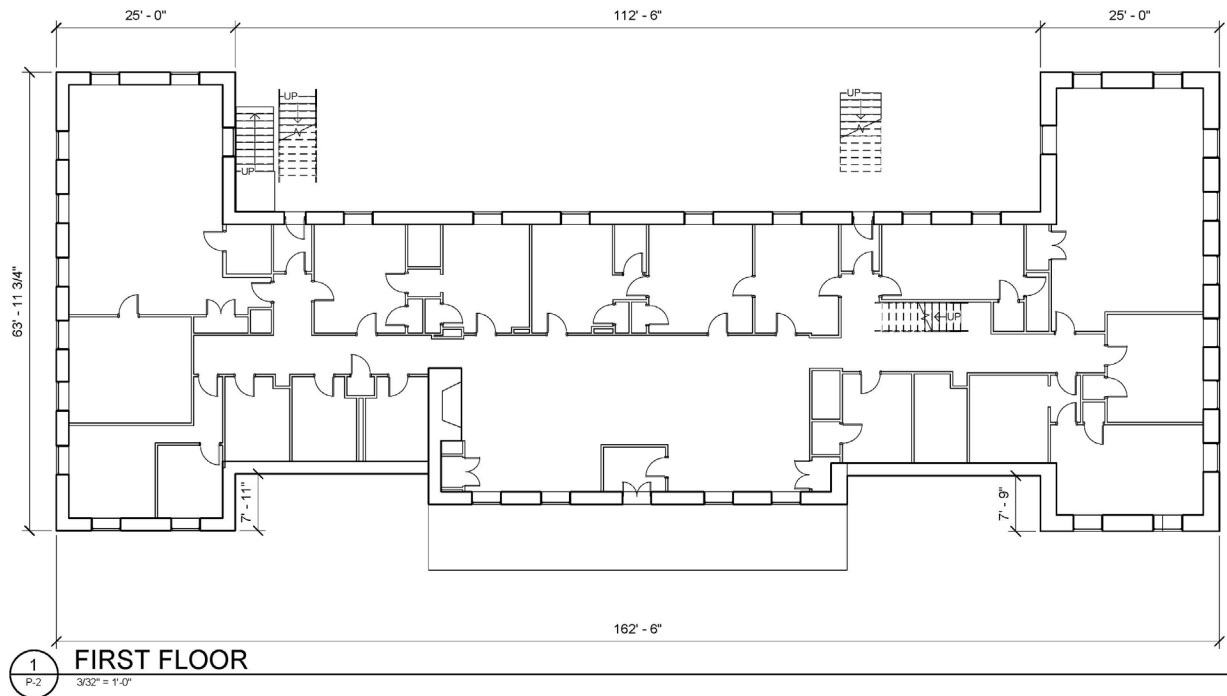 25' - 0"
112' - 6"
25' - 0"
UP
UP
UP
63' - 11 3/4"
UP
7' - 11"
7' - 9"
162' - 6"
1
P-2
FIRST FLOOR
3/32" = 1'-0"